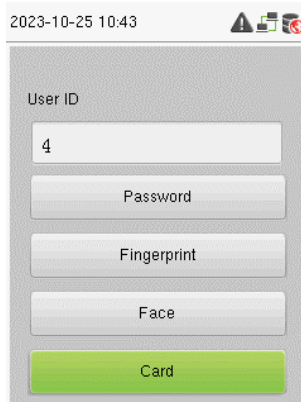 2023-10-25 10:43
User ID
4
Password
Fingerprint
Face
Card